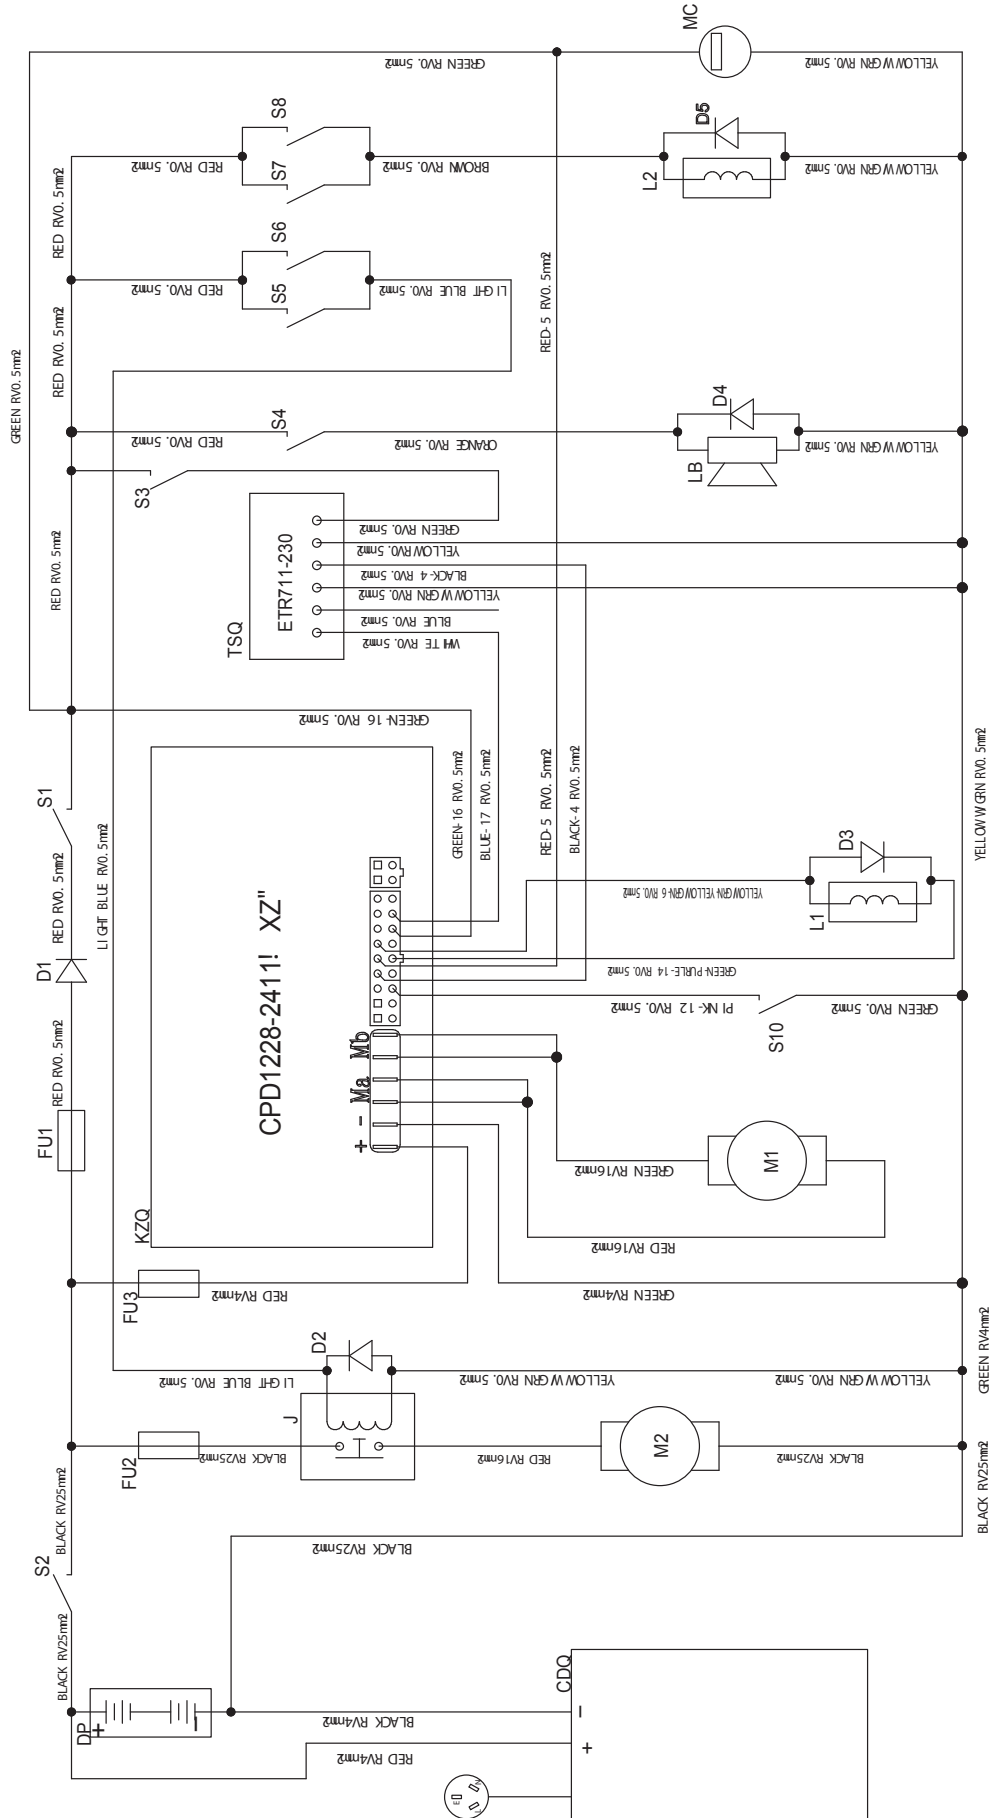 MC
GREEN RV0.5mm2
YELLOW W/GRN RV0.5mm2
D5
S8
S7
RED RV0.5mm2
BROWN RV0.5mm2
L2
YELLOW W/GRN RV0.5mm2
RED RV0.5mm2
S6
S5
RED RV0.5mm2
LIGHT BLUE RV0.5mm2
RED-5 RV0.5mm2
RED RV0.5mm2
GREEN RV0.5mm2
D4
S4
RED RV0.5mm2
ORANGE RV0.5mm2
LB
YELLOW W/GRN RV0.5mm2
S3
GREEN RV0.5mm2
YELLOW RV0.5mm2
BLACK-4 RV0.5mm2
YELLOW W/GRN RV0.5mm2
BLUE RV0.5mm2
WHITE RV0.5mm2
ETR711-230
TSQ
RED RV0.5mm2
GREEN-16 RV0.5mm2
S1
GREEN-16 RV0.5mm2
BLUE-17 RV0.5mm2
RED-5 RV0.5mm2
BLACK-4 RV0.5mm2
YELLOW W/GRN RV0.5mm2
D3
L1
YELLOW/GRN-YELLOW/GRN-6 RV0.5mm2
RED RV0.5mm2
LIGHT BLUE RV0.5mm2
D1
CPD1228-2411! XZ"
GREEN-PURLE-14 RV0.5mm2
PINK-12 RV0.5mm2
GREEN RV0.5mm2
S10
RED RV0.5mm2
FU1
Mb
Ma
-
+
GREEN RV16mm2
M1
KZQ
RED RV16mm2
FU3
RED RV4mm2
GREEN RV4mm2
D2
LIGHT BLUE RV0.5mm2
YELLOW W/GRN RV0.5mm2
YELLOW W/GRN RV0.5mm2
GREEN RV4mm2
J
FU2
BLACK RV25mm2
RED RV16mm2
M2
BLACK RV25mm2
BLACK RV25mm2
BLACK RV25mm2
S2
BLACK RV25mm2
BLACK RV25mm2
CDQ
DP
+
-
BLACK RV4mm2
-
RED RV4mm2
+
E
N
L